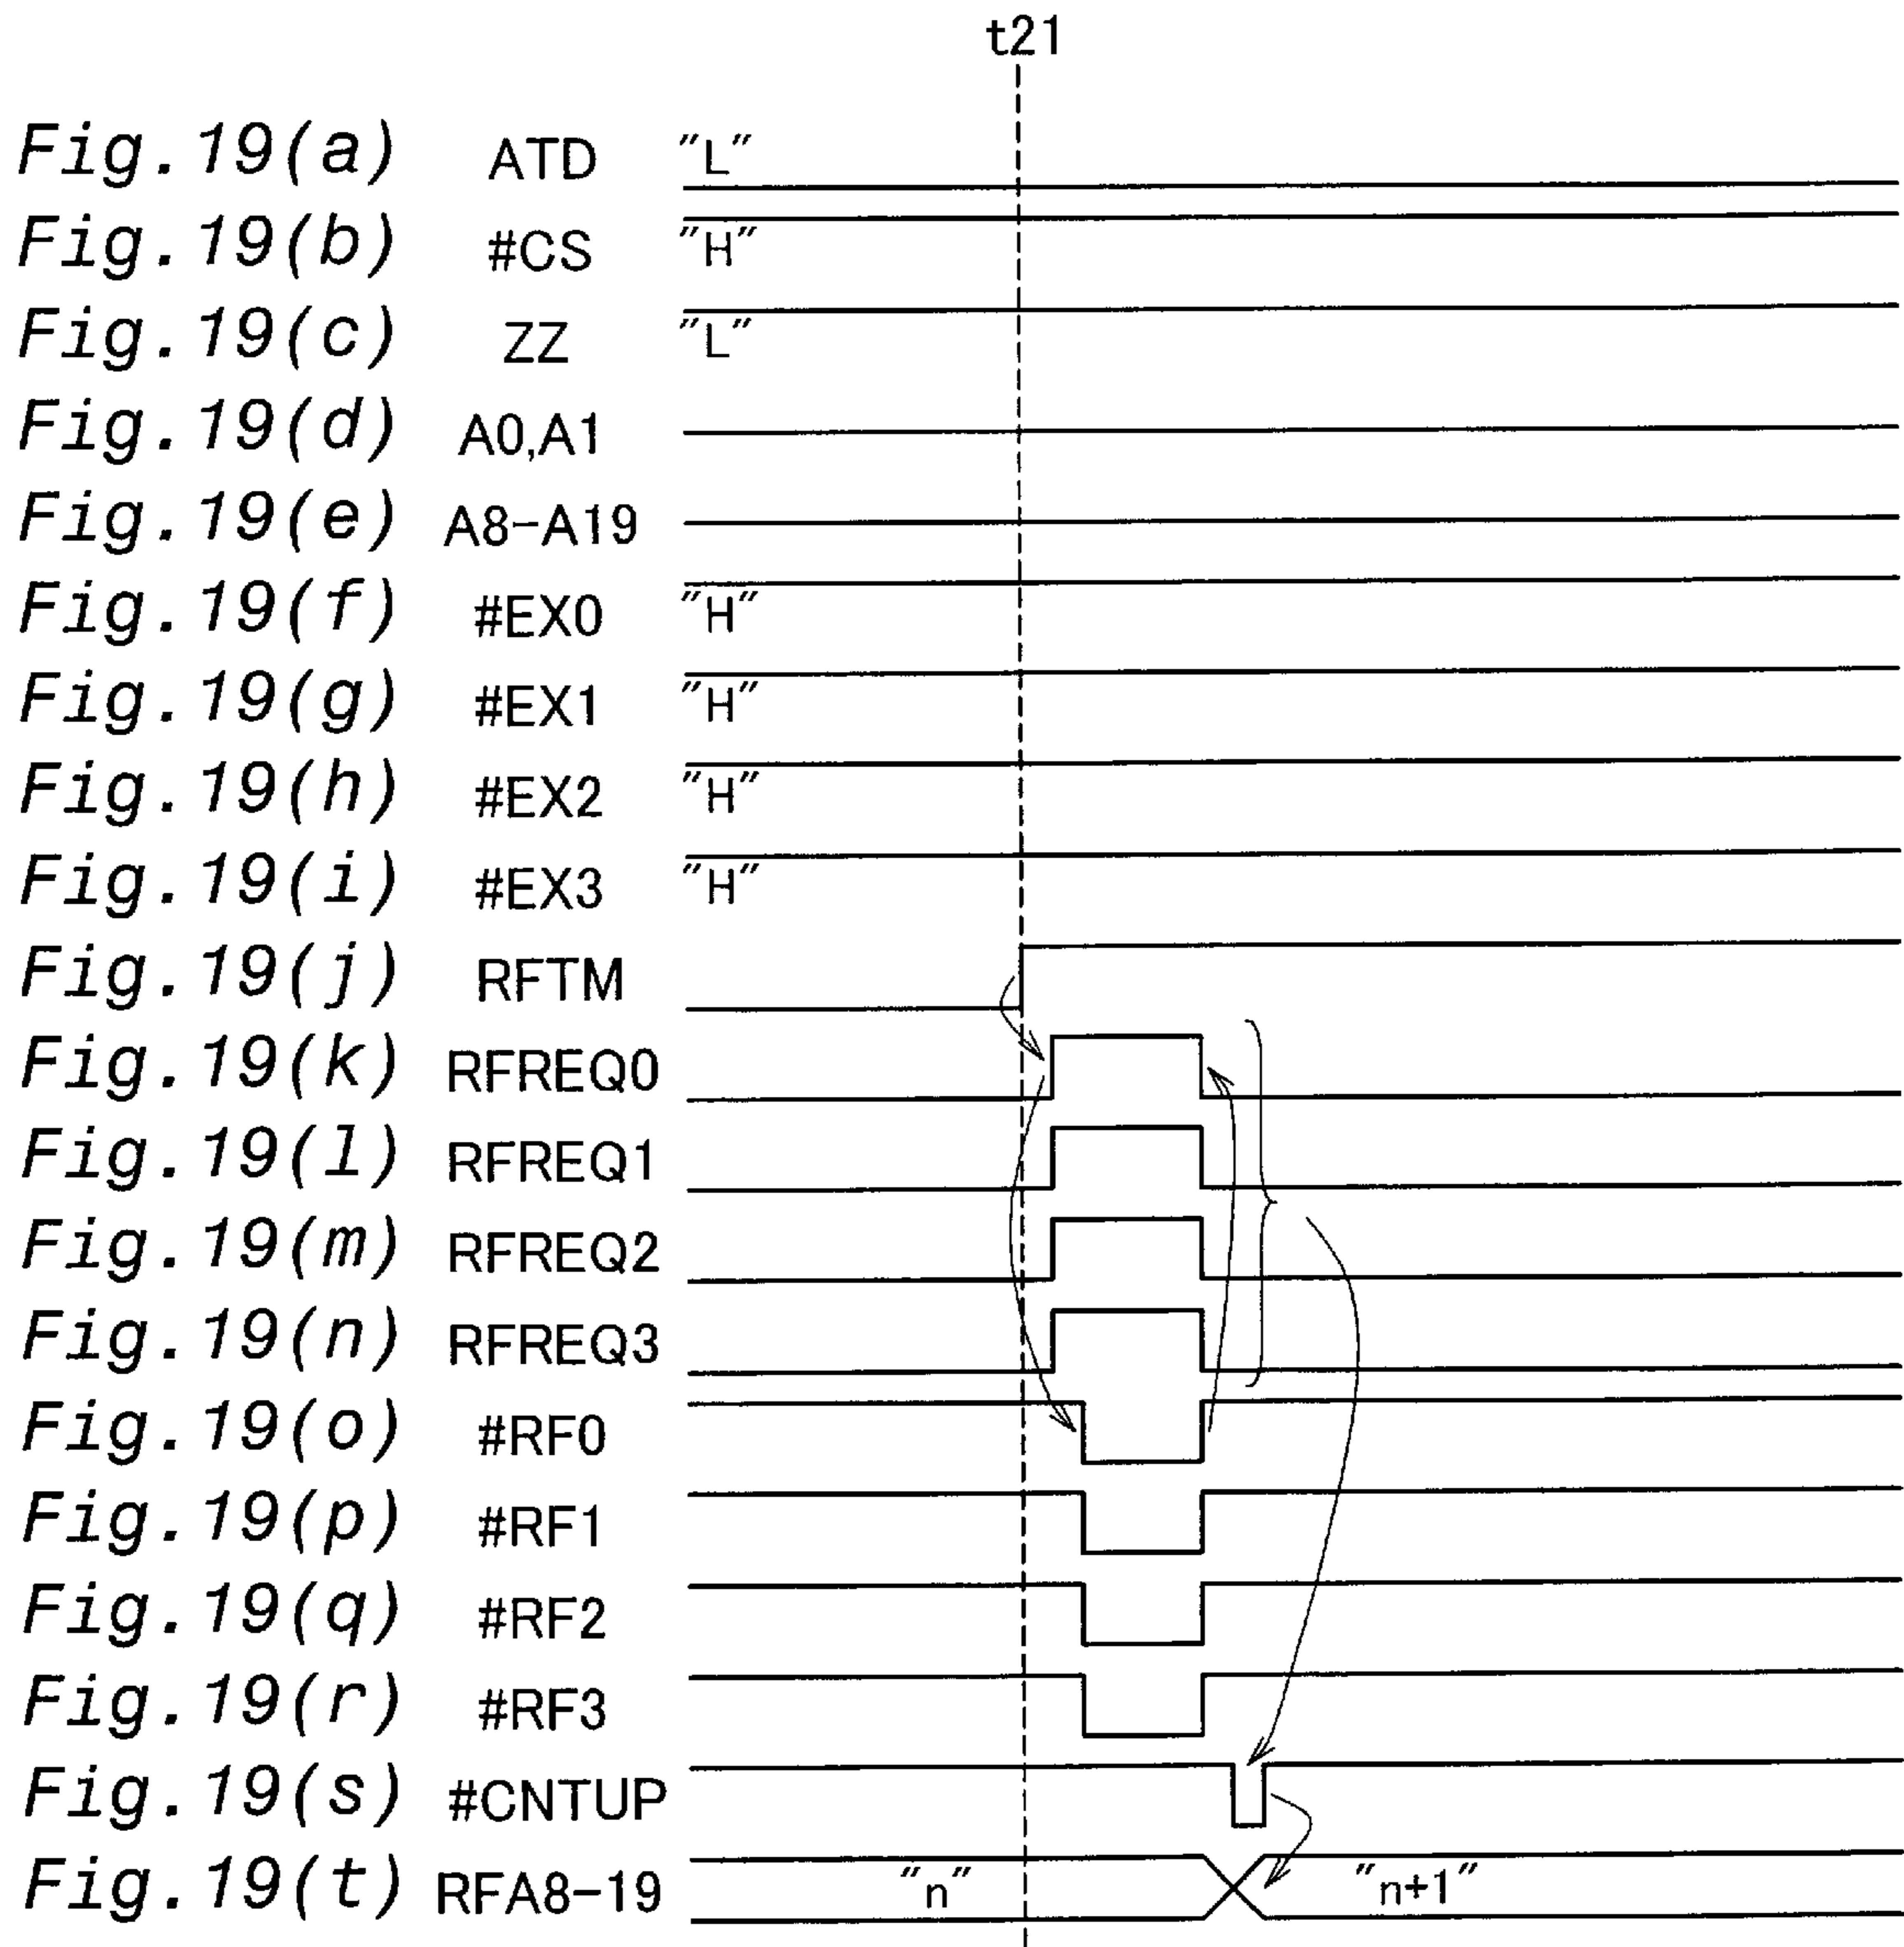 t21
Fig.19(a) ATD "L"
Fig.19(b) #CS "H"
Fig.19(c) ZZ "L"
Fig.19(d) A0,A1
Fig.19(e) A8-A19
Fig.19(f) #EX0 "H"
Fig.19(g) #EX1 "H"
Fig.19(h) #EX2 "H"
Fig.19(i) #EX3 "H"
Fig.19(j) RFTM
Fig.19(k) RFREQ0
Fig.19(l) RFREQ1
Fig.19(m) RFREQ2
Fig.19(n) RFREQ3
Fig.19(o) #RF0
Fig.19(p) #RF1
Fig.19(q) #RF2
Fig.19(r) #RF3
Fig.19(s) #CNTUP
Fig.19(t) RFA8-19 "n" "n+1"